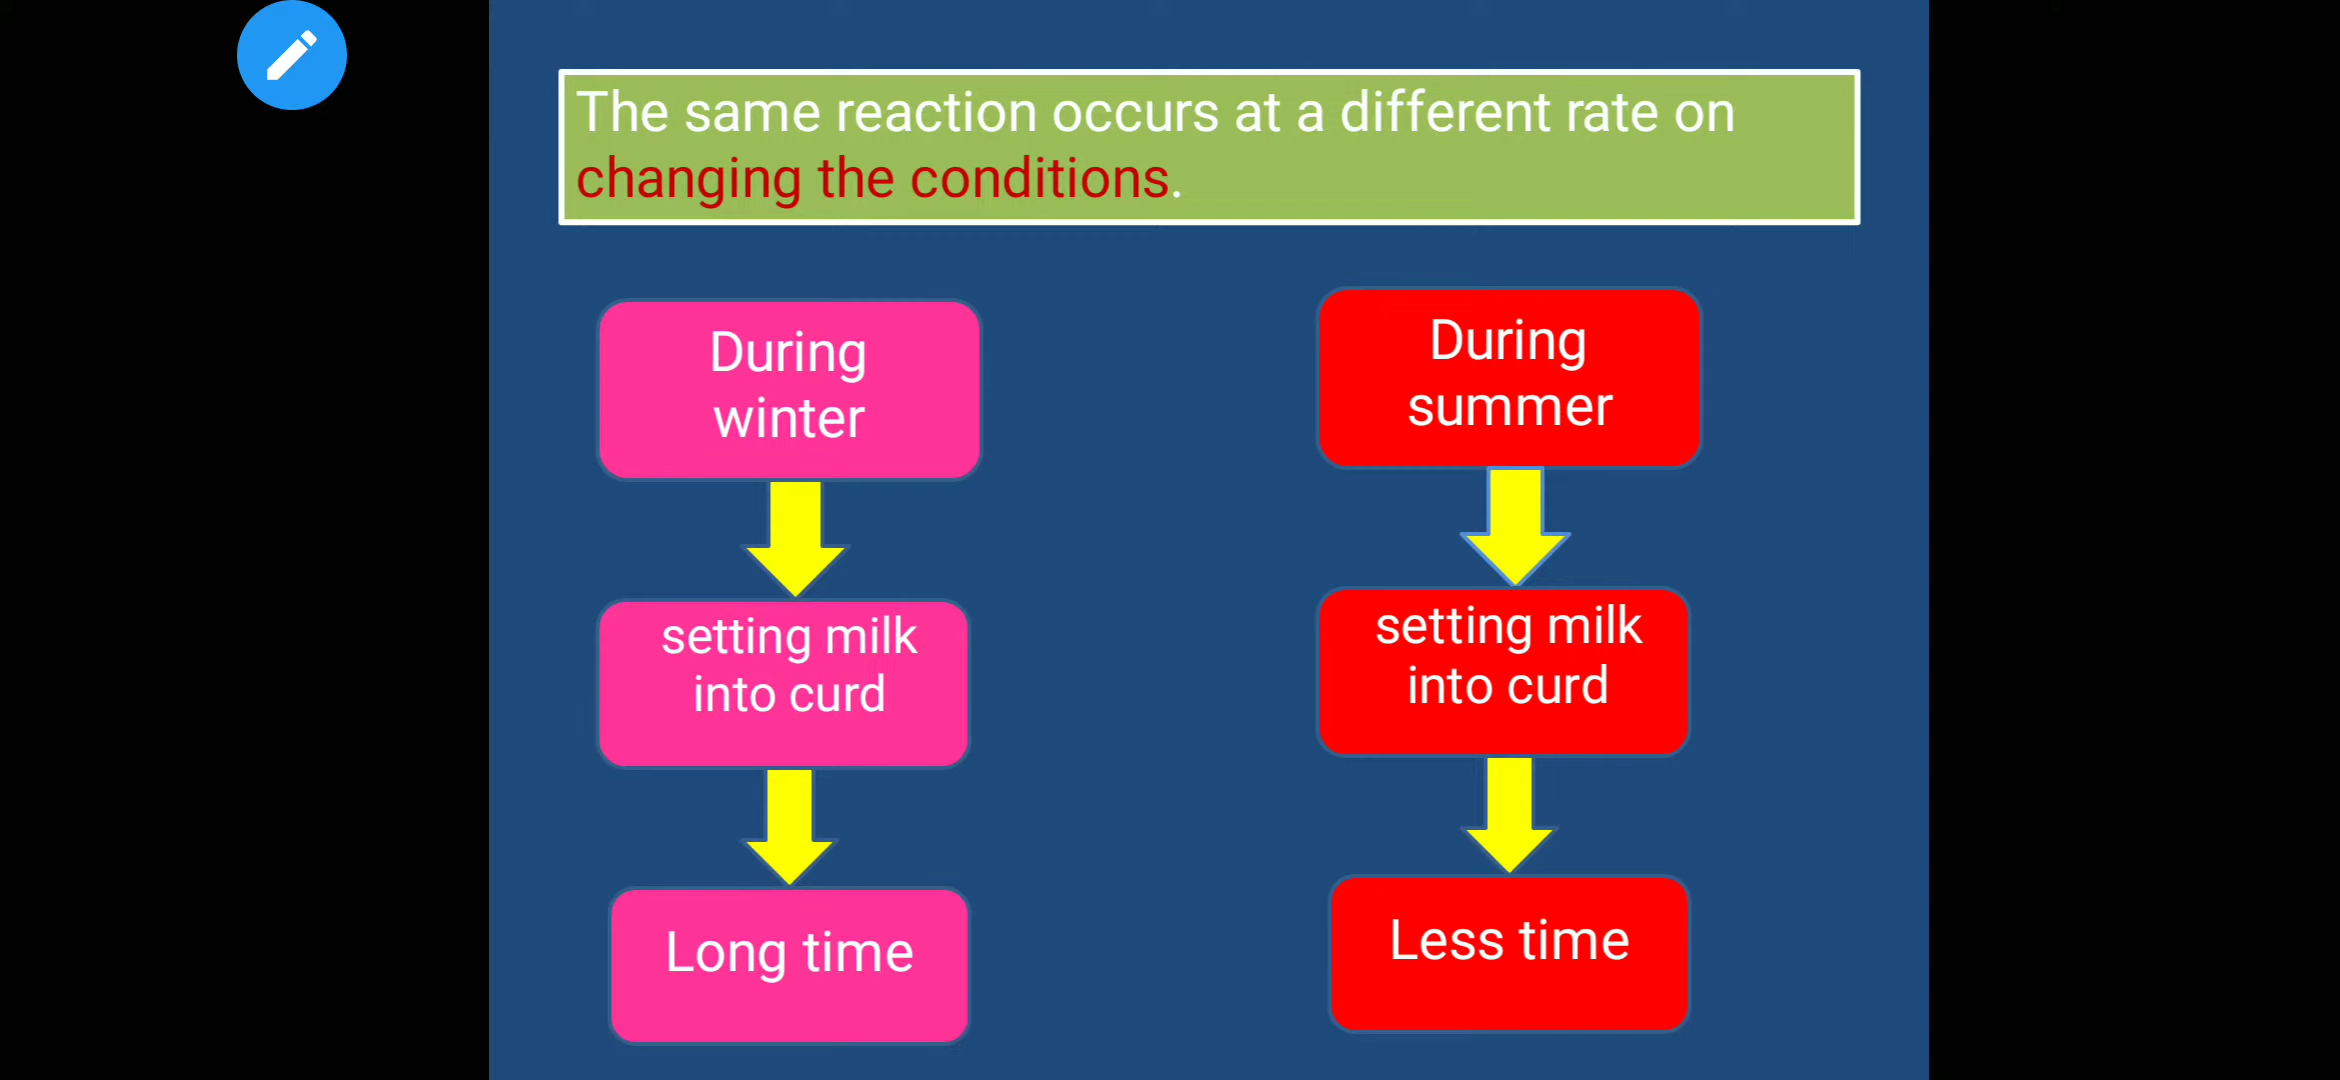 The same reaction occurs at a different rate on
changing the conditions.
During
winter
setting milk
into curd
Long time
During
summer
setting milk
into curd
Less time